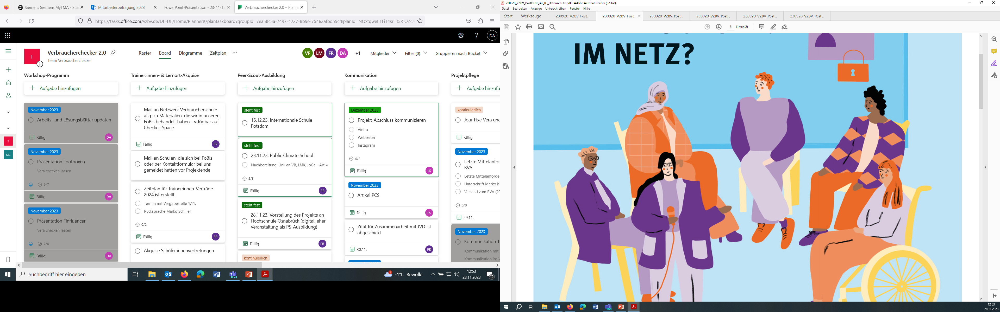 Siemens Siemens MyTMA - Sta
Mitarbeiterbefragung 2023
PowerPoint-Präsentation - 23-11-15
Verbraucherchecker 2.0 – Plann
https://tasks.office.com/vzbv.de/DE-DE/Home/Planner#/plantaskboard?groupId=7ea58c3a-7497-4227-8b9e-75462afbd59c&planId=NQxtqweE1EiT4srHt5RIOZc
DA
T
Verbraucherchecker 2.0
Team Verbraucherchecker
Raster
Board
Diagramme
Zeitplan
VF
LM
FR
DA
+1
Mitglieder
Filter (0)
Gruppieren nach Bucket
T
MC
Workshop-Programm
Aufgabe hinzufügen
November 2023
Arbeits- und Lösungsblätter updaten
Fällig
DA
November 2023
Präsentation Lootboxen
Vera checken lassen
6/7
Fällig
DA
November 2023
Präsentation Finfluencer
Vera checken lassen
7/8
Fällig
DA
Trainer:innen- & Lernort-Akquise
Aufgabe hinzufügen
Mail an Netzwerk Verbraucherschule
allg. zu Materialien, die wir in unseren
FoBis behandelt haben - vrfügbar auf
Checker-Space
Fällig
FR
Mail an Schulen, die sich bei FoBis
oder per Kontaktformular bei uns
gemeldet hatten vor Projektende
Zeitplan für Trainer:innen-Verträge
2024 ist erstellt.
Termin mit Vergabestelle 1.11.
Rücksprache Marko Schiller
0/2
Fällig
FR
Akquise Schüler:innenvertretungen
Peer-Scout-Ausbildung
Aufgabe hinzufügen
steht fest
15.12.23, Internationale Schule
Potsdam
steht fest
23.11.23, Public Climate School
Nachbereitung: Link an VB, LMK, JoGe - Artik
2/3
Fällig
FR
steht fest
28.11.23, Vorstellung des Projekts an
Hochschnule Osnabrück (digital, eher
Veranstaltung als PS-Ausbildung)
Fällig
FR
kontinuierlich
Kommunikation
Aufgabe hinzufügen
Dezember 2023
Projekt-Abschluss kommunizieren
Vintra
Webseite?
Instagram
0/3
Fällig
LS
November 2023
Artikel PCS
Fällig
LS
Zitat für Zusammenarbeit mit JVD ist
abgeschickt
30.11.
FR
Projektpflege
Aufgabe hinzufü
kontinuierlich
Jour Fixe Vera und
Fällig
November 2023
Letzte Mittelanfor
BVA
Letzte Mittelanforde
Unterschrift Marko bi
Versand zum BVA (29
0/3
29.11.
November 2023
Kommunikation T
Kommunikation mit
Kommunikation ins V
Suchbegriff hier eingeben
NEW
1
-1°C Bewölkt
12:53
28.11.2023
12
230920_VZBV_Postkarte_A6_03_Datenschutz.pdf - Adobe Acrobat Reader (32-bit)
Datei Bearbeiten Anzeige Unterschreiben Fenster Hilfe
Start
Werkzeuge
230920_VZBV_Post...
230920_VZBV_Post...
230920_VZBV_Post...
230920_VZBV_Post...
230920_VZBV_Post...
230928_VZBV_Post...
5 (1 von 2)
IM NETZ?
12:53
28.11.2023